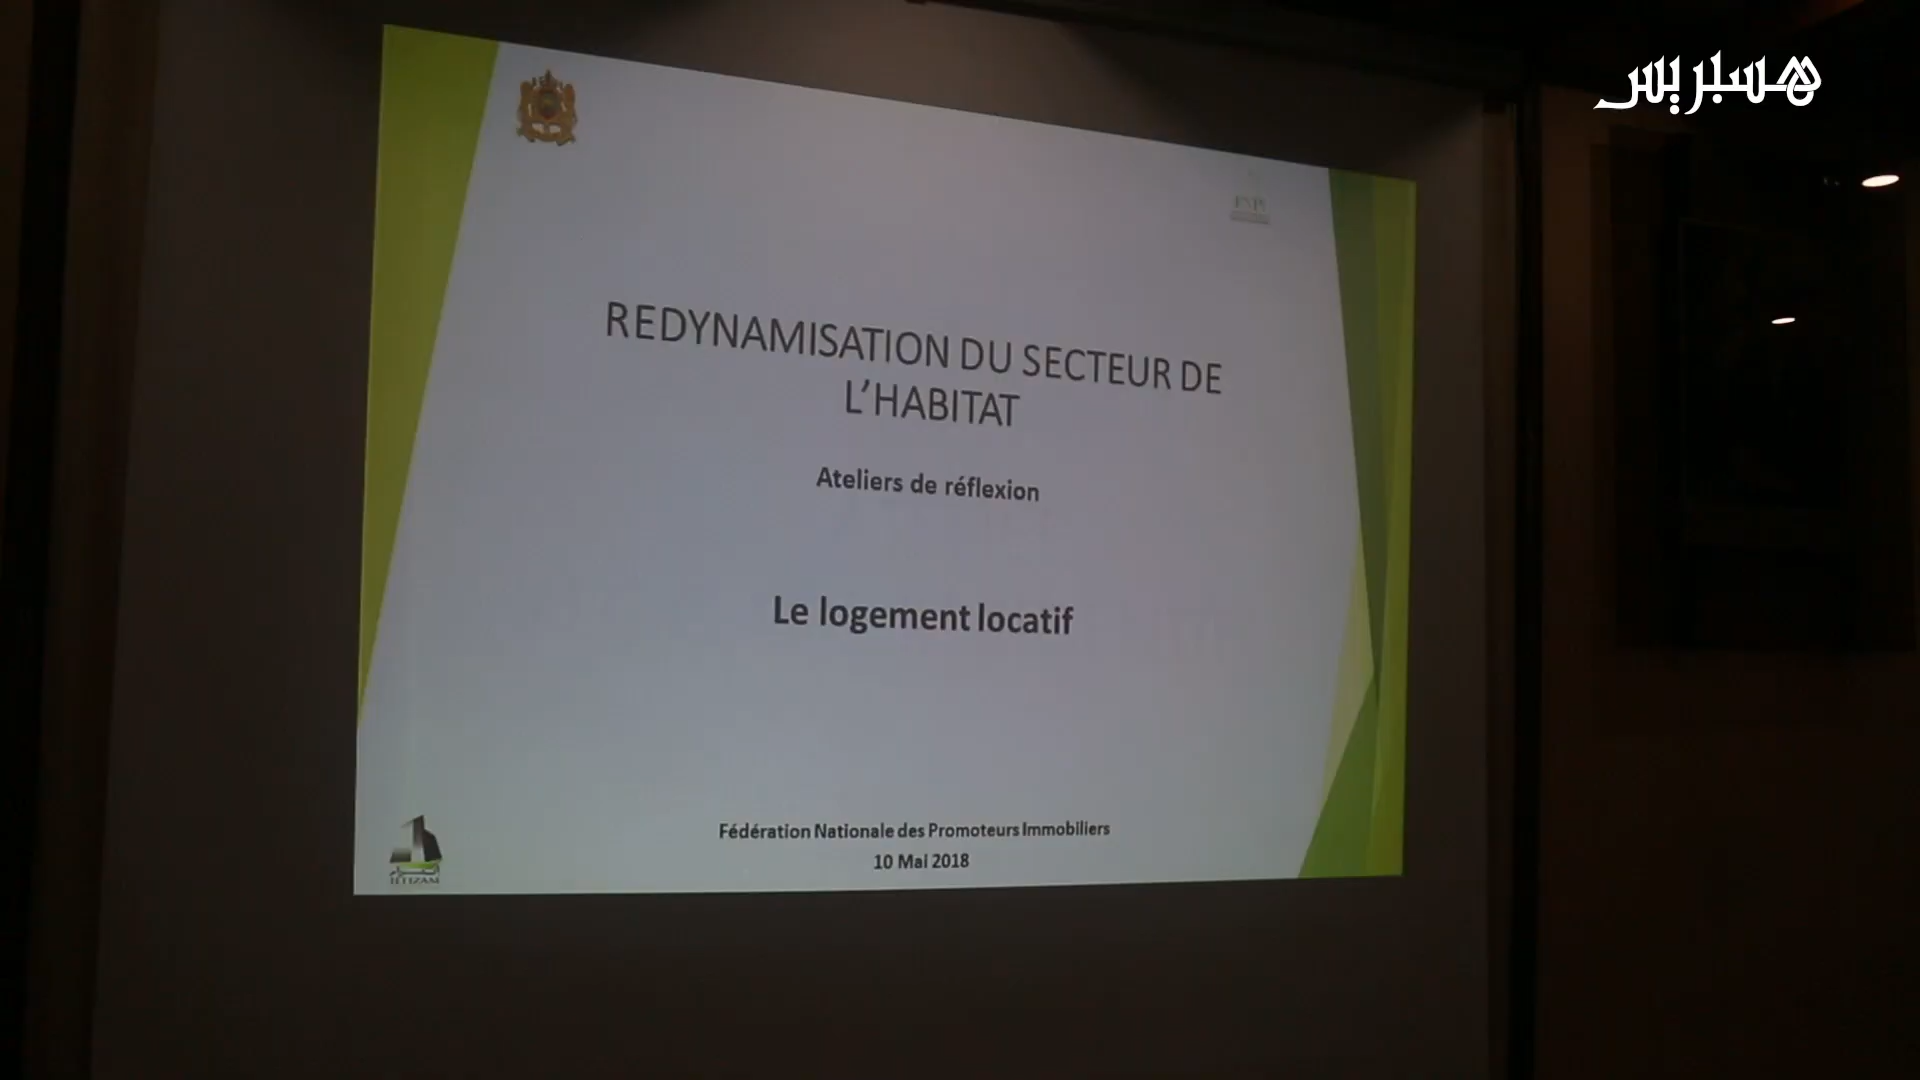 هسبريس
FNPI
REDYNAMISATION DU SECTEUR DE
L’HABITAT
Ateliers de réflexion
Le logement locatif
Fédération Nationale des Promoteurs Immobiliers
10 Mai 2018